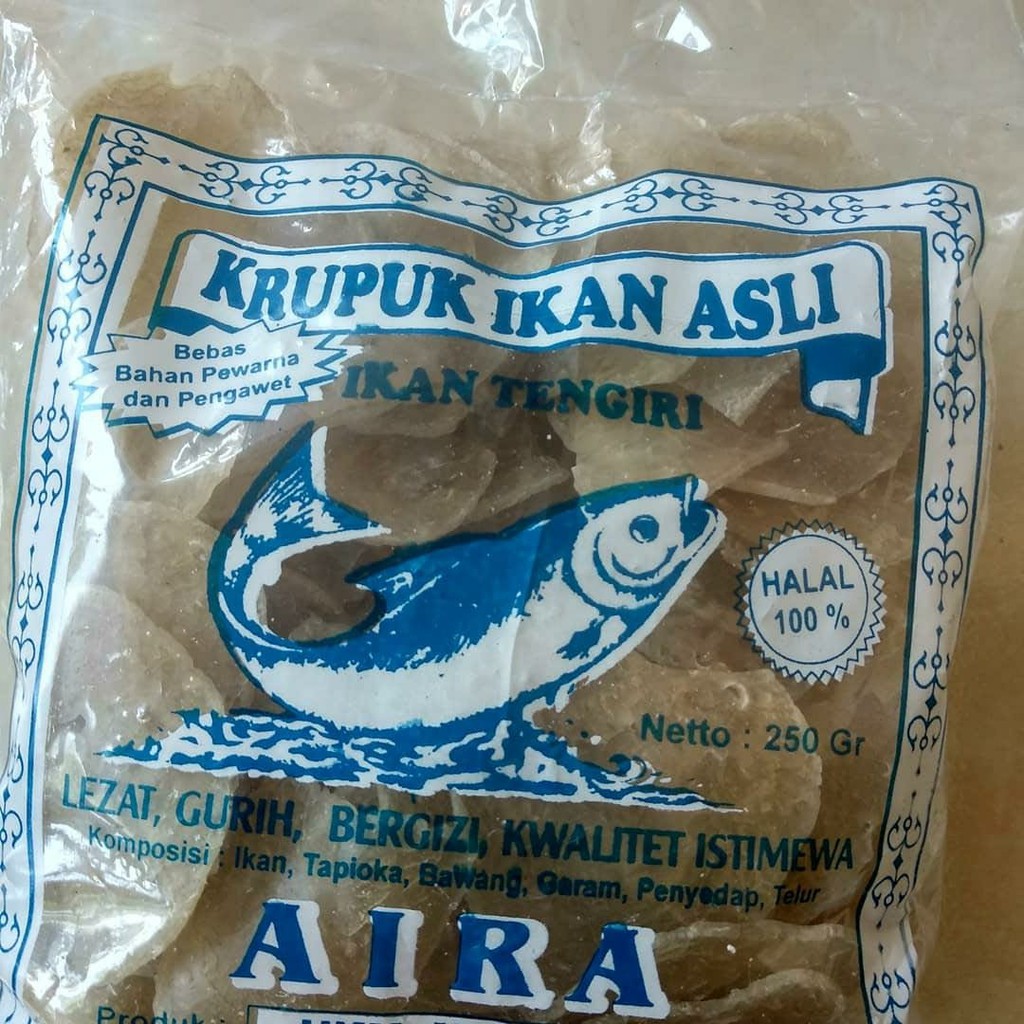 KRUPUK IKAN ASLI
Bebas
Bahan Pewarna
dan Pengawet
IKAN TENGIRI
HALAL
100 %
Netto : 250 Gr
LEZAT, GURIH, BERGIZI, KWALITET ISTIMEWA
Komposisi : Ikan, Tapioka, Bawang, Garam, Penyedap, Telur
AIRA
Produk :